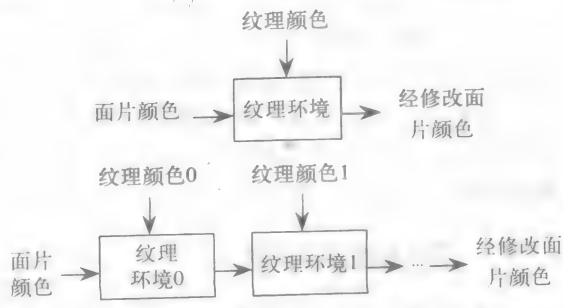 纹理颜色
面片颜色
纹理环境
经修改面
片颜色
纹理颜色0
纹理颜色1
面片
颜色
纹理
环境0
纹理环境1
...
经修改面
片颜色